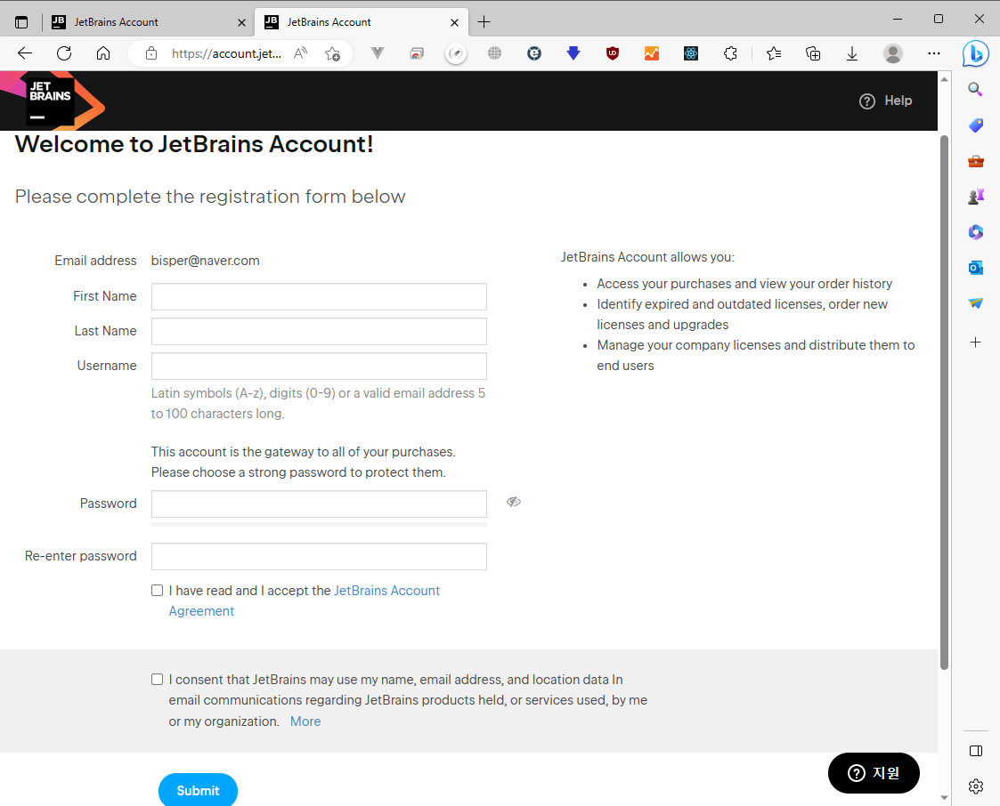 JetBrains Account
JetBrains Account
https://account.jet...
JET
BRAINS
Help
Welcome to JetBrains Account!
Please complete the registration form below
Email address bisper@naver.com
First Name
Last Name
Username
Latin symbols (A-z), digits (0-9) or a valid email address 5
to 100 characters long.
This account is the gateway to all of your purchases.
Please choose a strong password to protect them.
Password
Re-enter password
I have read and I accept the JetBrains Account
Agreement
JetBrains Account allows you:
• Access your purchases and view your order history
• Identify expired and outdated licenses, order new
licenses and upgrades
• Manage your company licenses and distribute them to
end users
I consent that JetBrains may use my name, email address, and location data In
email communications regarding JetBrains products held, or services used, by me
or my organization. More
Submit
지원